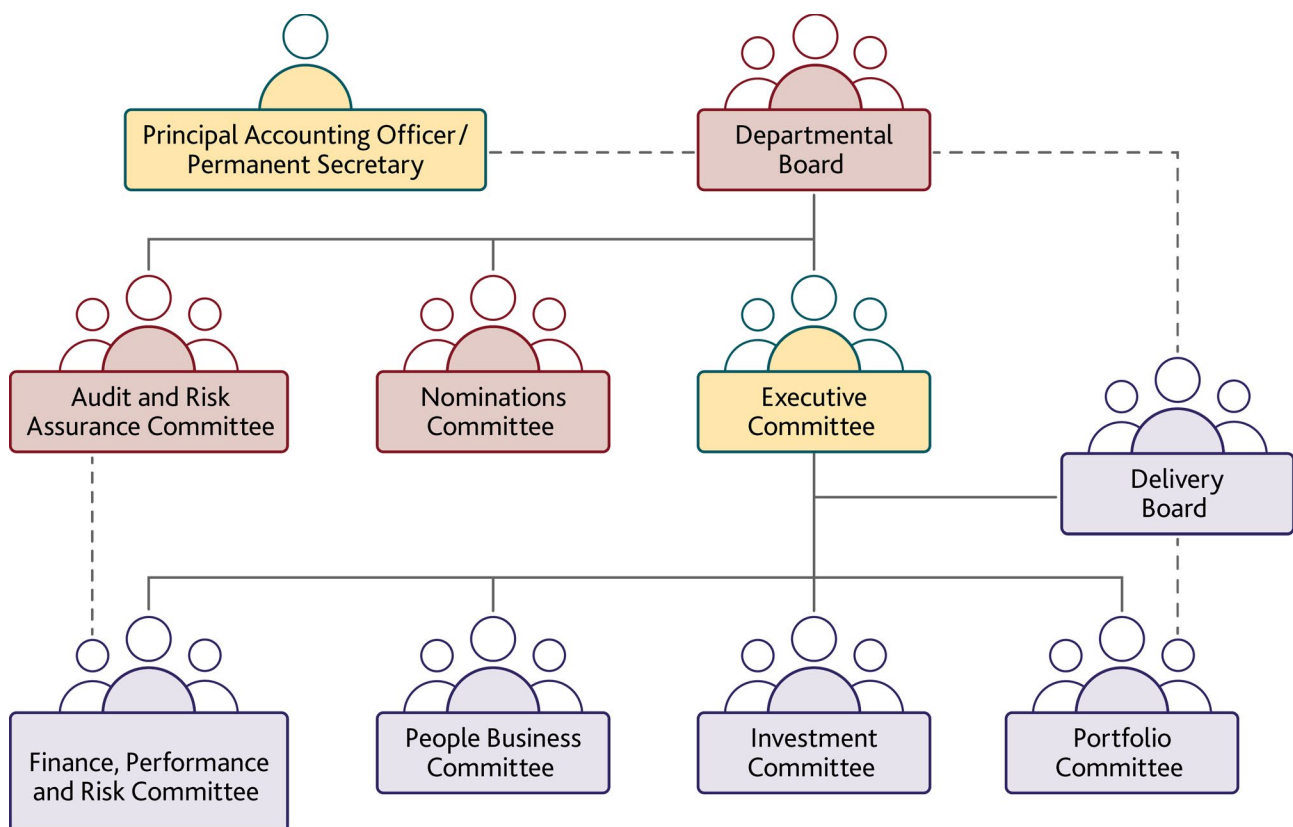 Principal Accounting Officer/
Permanent Secretary
Departmental
Board
Audit and Risk
Assurance Committee
Nominations
Committee
Executive
Committee
Delivery
Board
Finance, Performance
and Risk Committee
People Business
Committee
Investment
Committee
Portfolio
Committee